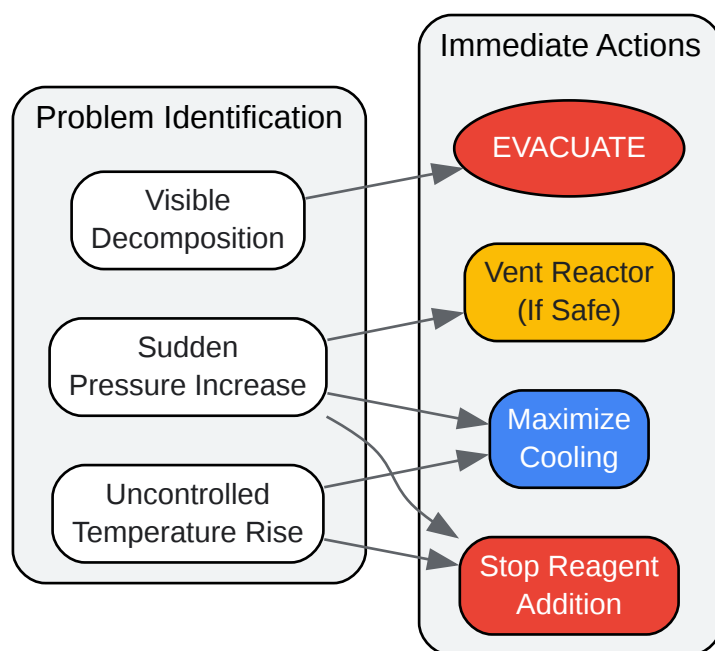 Problem Identification
Visible
Decomposition
Sudden
Pressure Increase
Uncontrolled
Temperature Rise
Immediate Actions
EVACUATE
Vent Reactor
(If Safe)
Maximize
Cooling
Stop Reagent
Addition